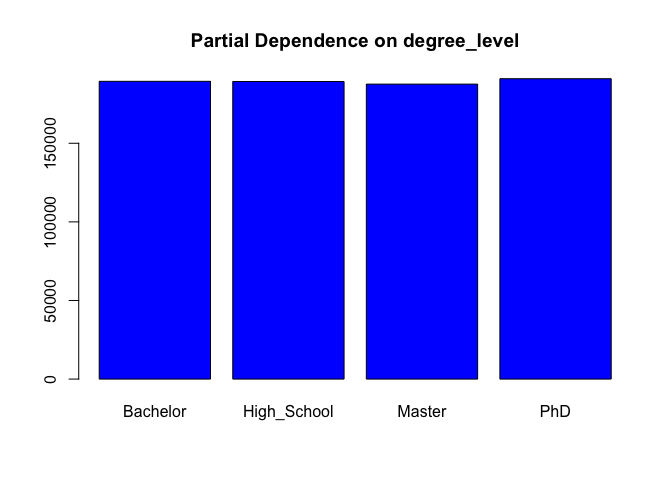 Partial Dependence on degree_level
150000
100000
50000
0
Bachelor High_School Master PhD